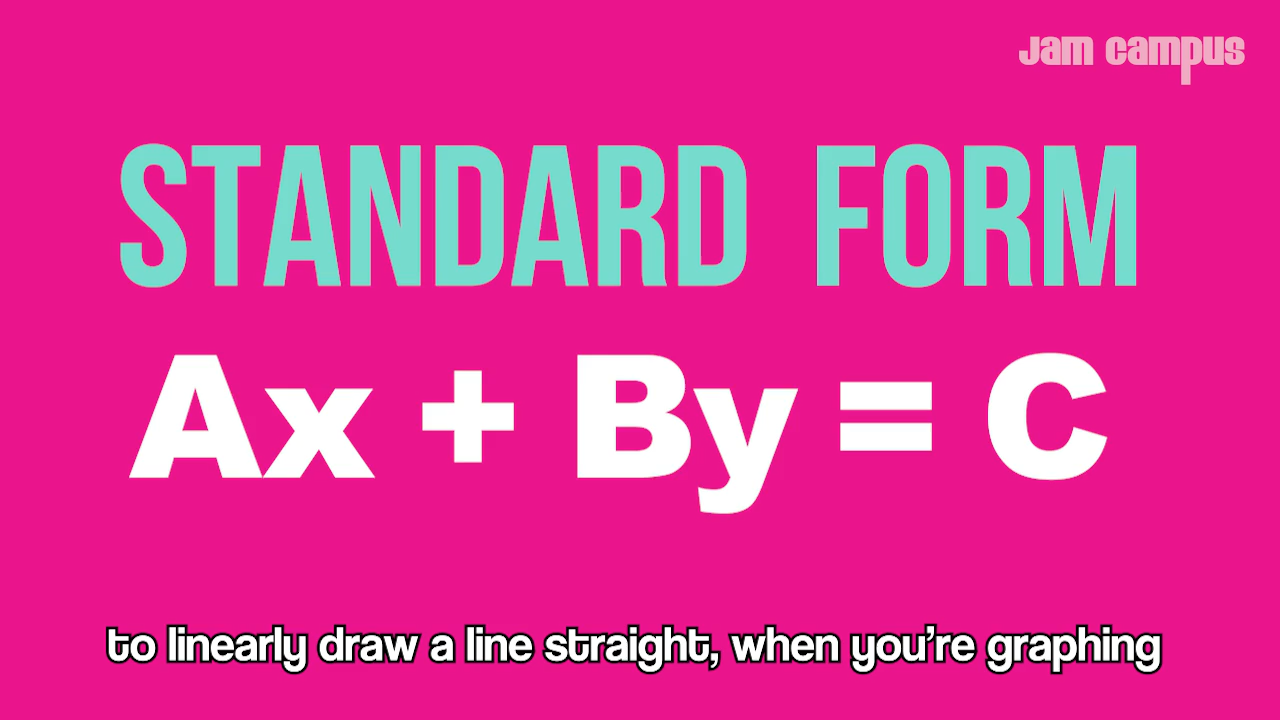 Jam campus
STANDARD FORM
Ax + By = C
to linearly draw a line straight, when you’re graphing